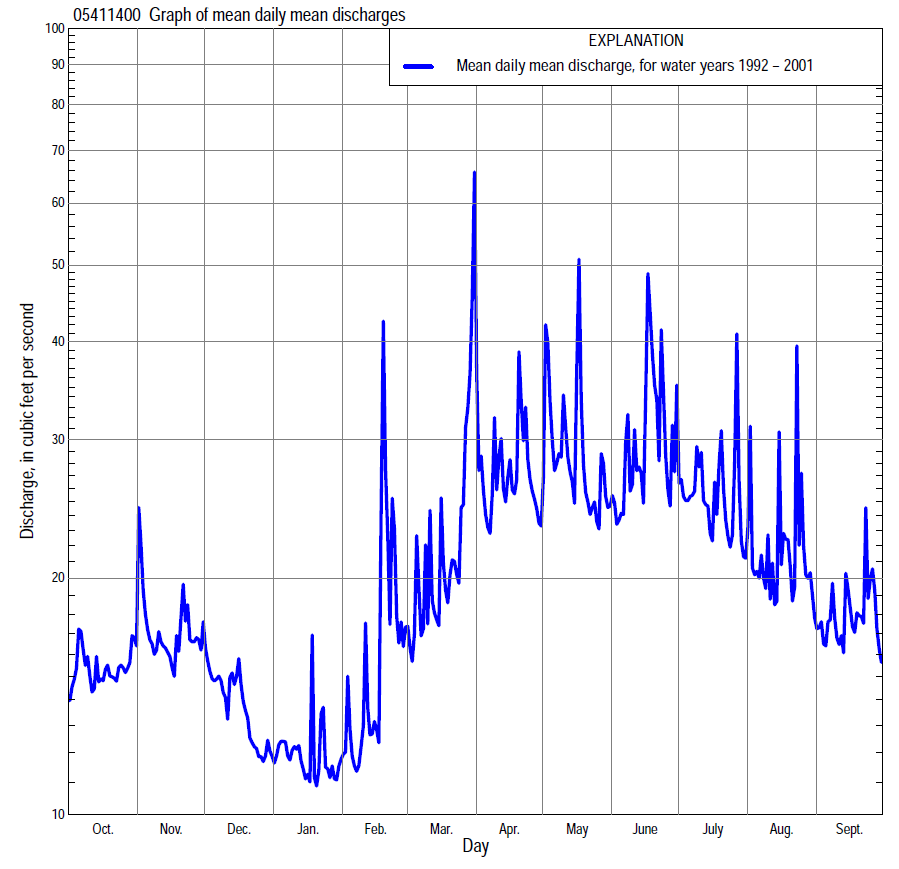 05411400 Graph of mean daily mean discharges
EXPLANATION
Mean daily mean discharge, for water years 1992 – 2001
Discharge, in cubic feet per second
100
90
80
70
60
50
40
30
20
10
Oct. Nov. Dec. Jan. Feb. Mar. Apr. May June July Aug. Sept.
Day